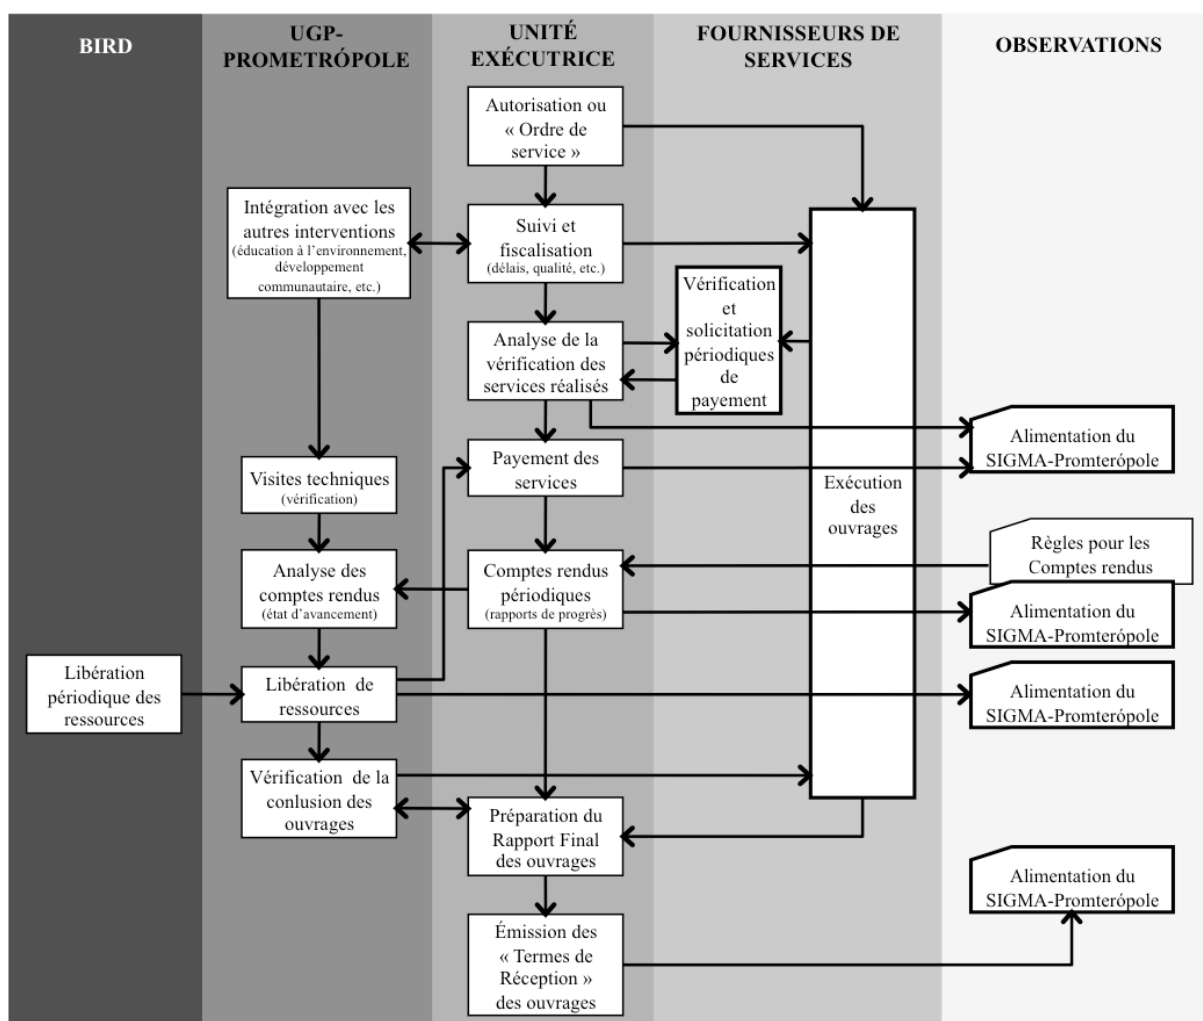 BIRD
UGP-
PROMETRÓPOLE
UNITÉ
EXÉCUTRICE
FOURNISSEURS DE
SERVICES
OBSERVATIONS
Autorisation ou
« Ordre de
service »
Intégration avec les
autres interventions
(éducation à l’environnement,
développement
communautaire, etc.)
Suivi et
fiscalisation
(délais, qualité, etc.)
Vérification
et
solicitation
périodiques
de
payement
Analyse de la
vérification des
services réalisés
Alimentation du
SIGMA-Promterópole
Visites techniques
(vérification)
Payement des
services
Exécution
des
ouvrages
Règles pour les
Comptes rendus
Analyse des
comptes rendus
(état d’avancement)
Comptes rendus
périodiques
(rapports de progrès)
Alimentation du
SIGMA-Promterópole
Libération
périodique des
ressources
Libération de
ressources
Alimentation du
SIGMA-Promterópole
Vérification de la
conlusion des
ouvrages
Préparation du
Rapport Final
des ouvrages
Alimentation du
SIGMA-Promterópole
Émission des
« Termes de
Réception »
des ouvrages